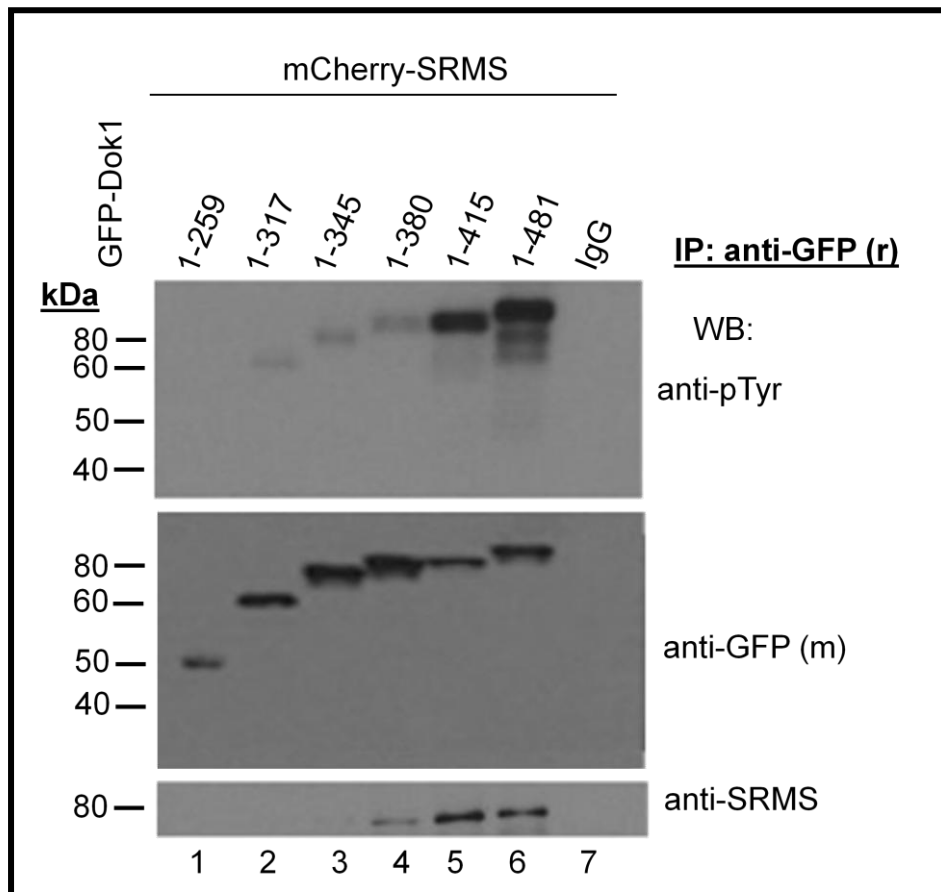 mCherry-SRMS
GFP-Dok1
1-259
1-317
1-345
1-380
1-415
1-481
IgG
IP: anti-GFP (r)
kDa
WB:
80
60
anti-pTyr
50
40
80
60
anti-GFP (m)
50
40
80
anti-SRMS
1 2 3 4 5 6 7